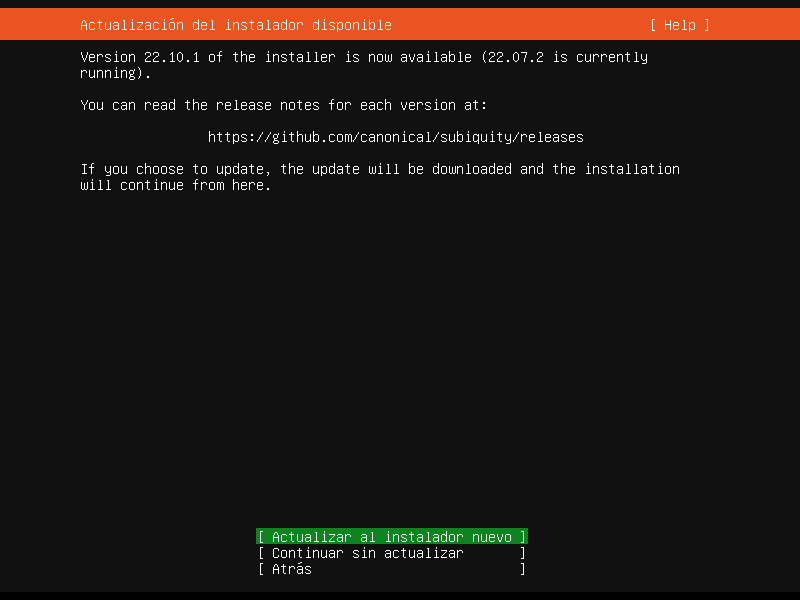 Actualización del instalador disponible [ Help ]
Version 22.10.1 of the installer is now available (22.07.2 is currently
running).
You can read the release notes for each version at:
https://github.com/canonical/subiquity/releases
If you choose to update, the update will be downloaded and the installation
will continue from here.
[ Actualizar al instalador nuevo ]
[ Continuar sin actualizar ]
[ Atrás ]